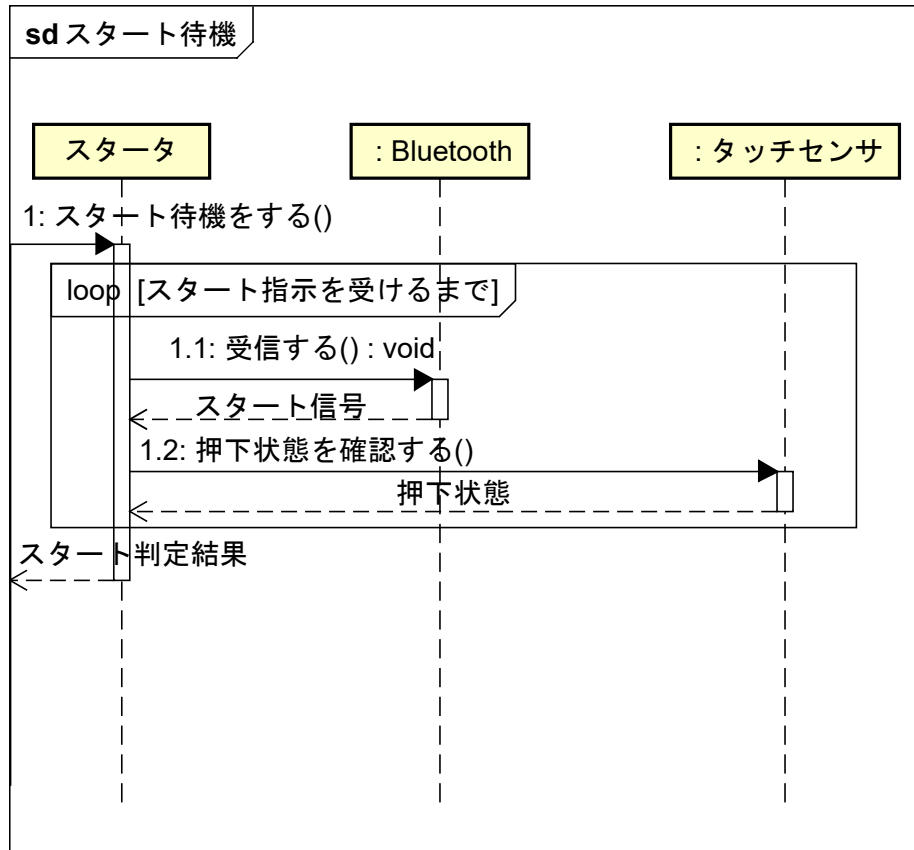 sd スタート待機
スタータ
: Bluetooth
: タッチセンサ
1: スタート待機をする()
loop [スタート指示を受けるまで]
1.1: 受信する() : void
スタート信号
1.2: 押下状態を確認する()
押下状態
スタート判定結果